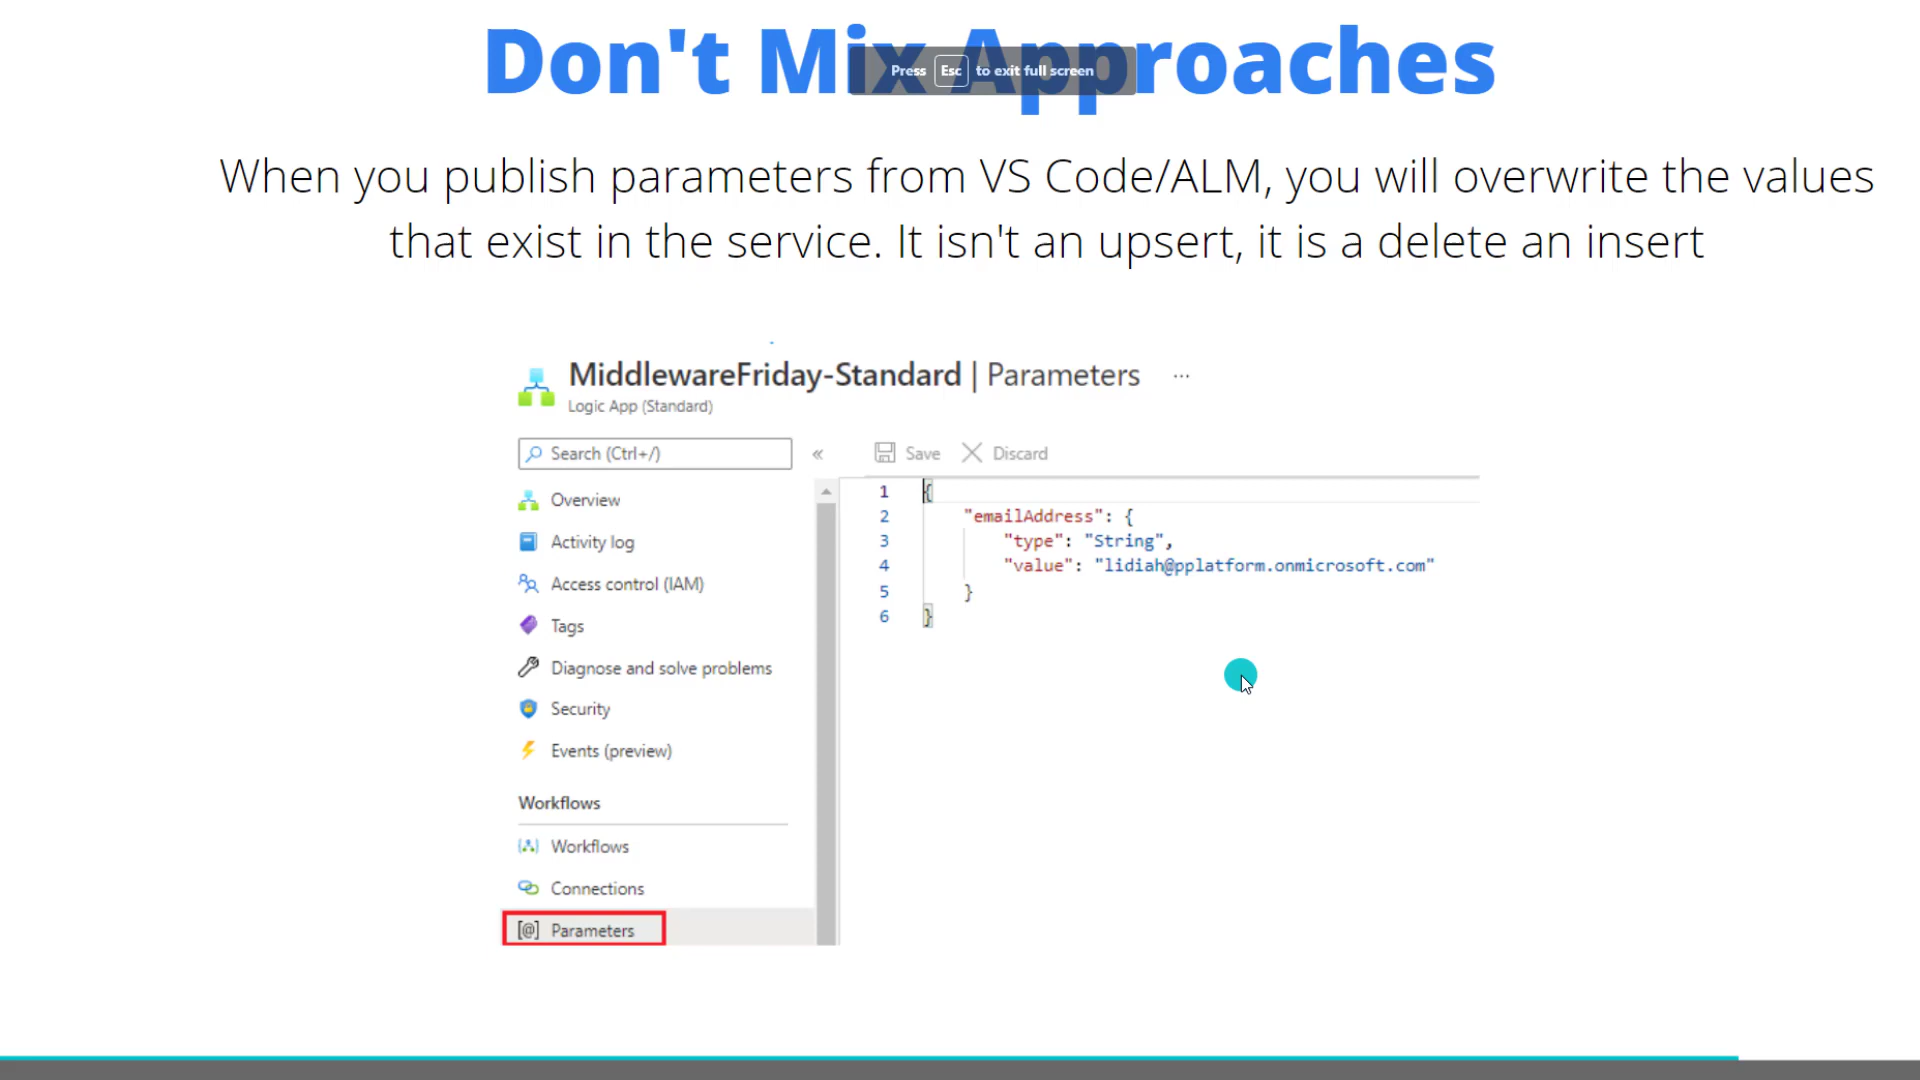 Don't Mix Approaches
Press Esc to exit full screen
When you publish parameters from VS Code/ALM, you will overwrite the values
that exist in the service. It isn't an upsert, it is a delete an insert
MiddlewareFriday-Standard | Parameters ...
Logic App (Standard)
Search (Ctrl+/) «
Save Discard
Overview
Activity log
Access control (IAM)
Tags
Diagnose and solve problems
Security
Events (preview)
Workflows
Workflows
Connections
[@] Parameters
1 {
2 "emailAddress": {
3 "type": "String",
4 "value": "lidiah@pplatform.onmicrosoft.com"
5 }
6 }